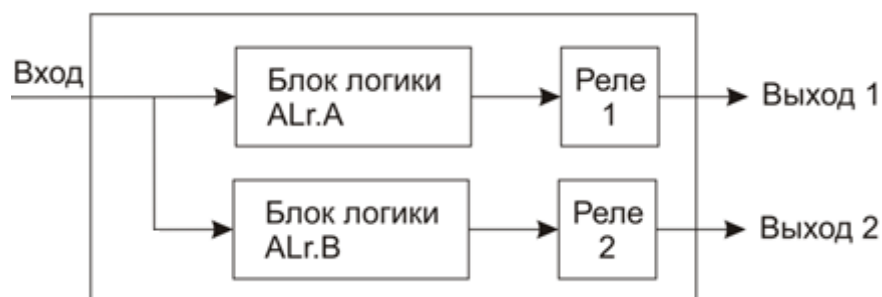 Вход
Блок логики
ALr.A
Реле
1
Выход 1
Блок логики
ALr.B
Реле
2
Выход 2